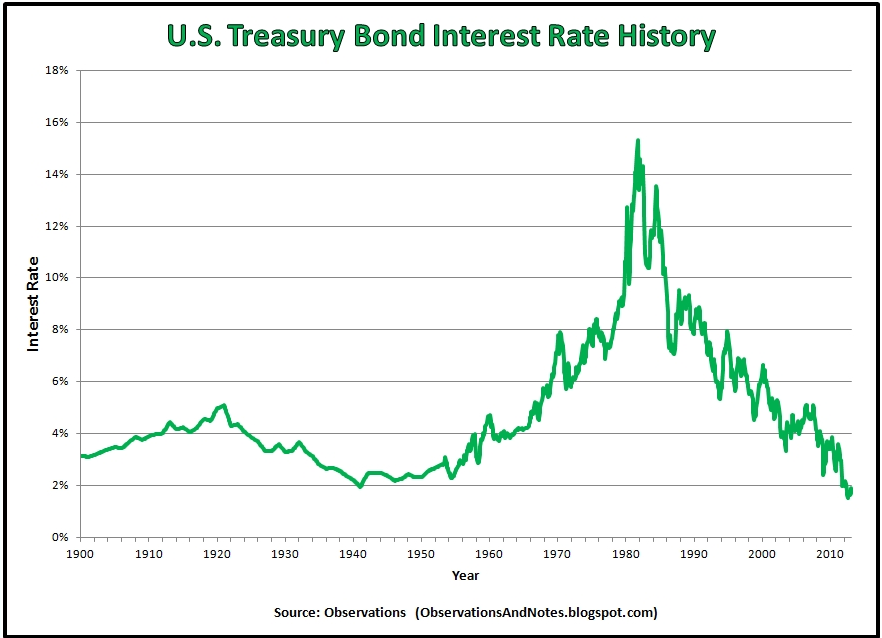 U.S. Treasury Bond Interest Rate History
18%
16%
14%
12%
10%
8%
6%
4%
2%
0%
Interest Rate
1900 1910 1920 1930 1940 1950 1960 1970 1980 1990 2000 2010
Year
Source: Observations (ObservationsAndNotes.blogspot.com)